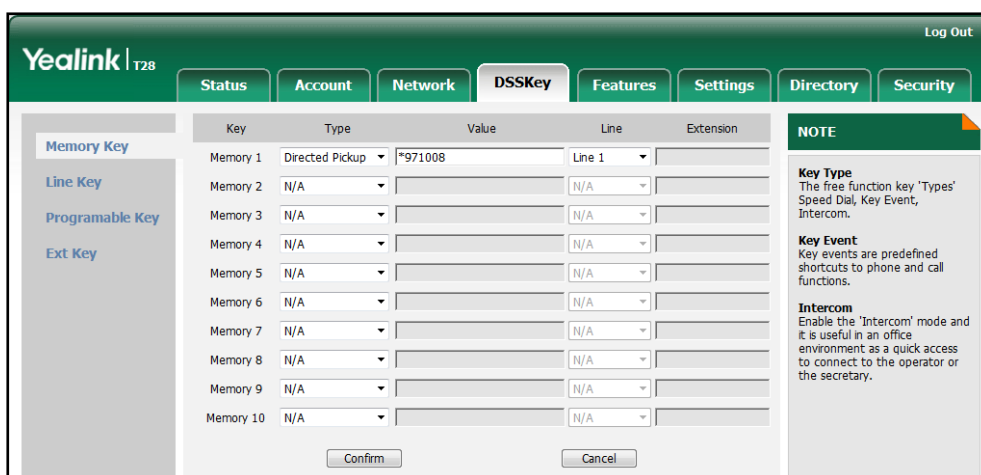 Log Out
Yealink T28
Status Account Network DSSKey Features Settings Directory Security
Memory Key
Line Key
Programable Key
Ext Key
Key Type Value Line Extension
Memory 1 Directed Pickup *971008 Line 1
Memory 2 N/A N/A
Memory 3 N/A N/A
Memory 4 N/A N/A
Memory 5 N/A N/A
Memory 6 N/A N/A
Memory 7 N/A N/A
Memory 8 N/A N/A
Memory 9 N/A N/A
Memory 10 N/A N/A
Confirm Cancel
NOTE
Key Type
The free function key 'Types'
Speed Dial, Key Event,
Intercom.
Key Event
Key events are predefined
shortcuts to phone and call
functions.
Intercom
Enable the 'Intercom' mode and
it is useful in an office
environment as a quick access
to connect to the operator or
the secretary.